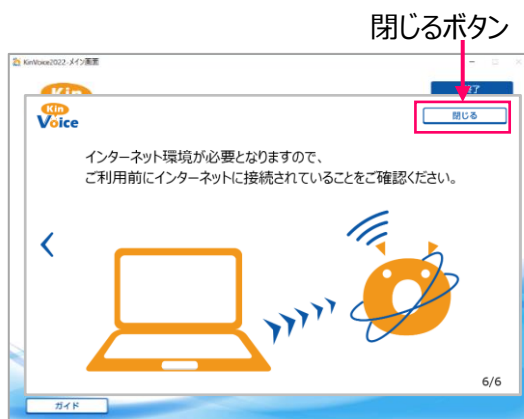 閉じるボタン
KinVoice2022-メイン画面
Kin
終了
Kin
Voice
閉じる
インターネット環境が必要となりますので、
ご利用前にインターネットに接続されていることをご確認ください。
6/6
ガイド